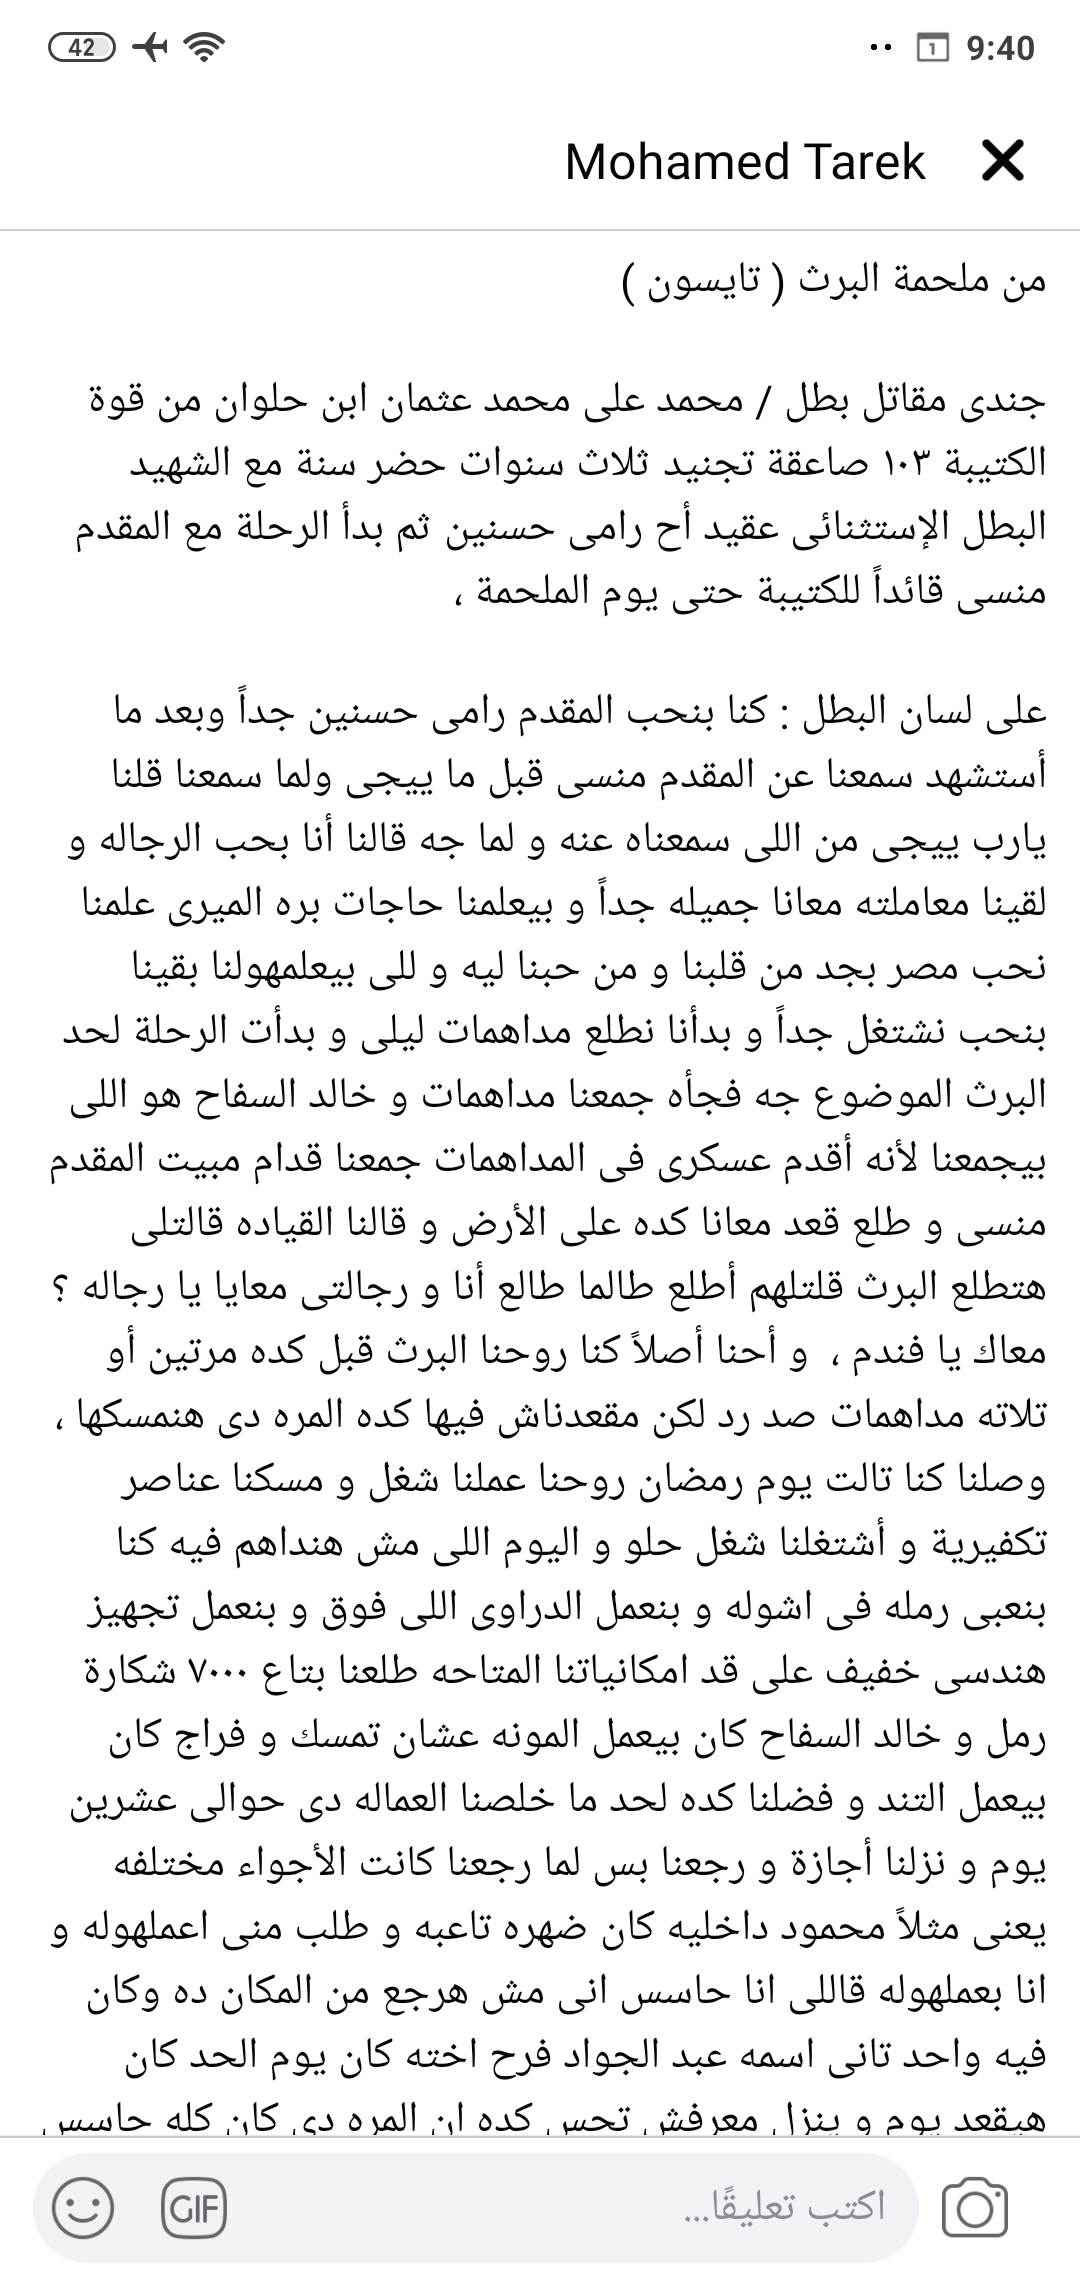 42
9:40
Mohamed Tarek
من ملحمة البرث ( تايسون )
جندى مقاتل بطل / محمد على محمد عثمان ابن حلوان من قوة
الكتيبة ١٠٣ صاعقة تجنيد ثلاث سنوات حضر سنة مع الشهيد
البطل الإستثنائى عقيد أح رامى حسنين ثم بدأ الرحلة مع المقدم
منسى قائداً للكتيبة حتى يوم الملحمة ،
على لسان البطل : كنا بنحب المقدم رامى حسنين جداً وبعد ما
أستشهد سمعنا عن المقدم منسى قبل ما ييجى ولما سمعنا قلنا
يارب ييجى من اللى سمعناه عنه و لما جه قالنا أنا بحب الرجاله و
لقينا معاملته معانا جميله جداً و بيعلمنا حاجات بره الميرى علمنا
نحب مصر بجد من قلبنا و من حبنا ليه و للى بيعلمهولنا بقينا
بنحب نشتغل جداً و بدأنا نطلع مداهمات ليلى و بدأت الرحلة لحد
البرث الموضوع جه فجأه جمعنا مداهمات و خالد السفاح هو اللى
بيجمعنا لأنه أقدم عسكرى فى المداهمات جمعنا قدام مبيت المقدم
منسى و طلع قعد معانا كده على الأرض و قالنا القياده قالتلى
هتطلع البرث قلتلهم أطلع طالما طالع أنا و رجالتى معايا يا رجاله ؟
معاك يا فندم ، و أحنا أصلاً كنا روحنا البرث قبل كده مرتين أو
تلاته مداهمات صد رد لكن مقعدناش فيها كده المره دى هنمسكها ،
وصلنا كنا تالت يوم رمضان روحنا عملنا شغل و مسكنا عناصر
تكفيرية و أشتغلنا شغل حلو و اليوم اللى مش هنداهم فيه كنا
بنعبى رمله فى اشوله و بنعمل الدراوى اللى فوق و بنعمل تجهيز
هندسى خفيف على قد امكانياتنا المتاحه طلعنا بتاع ٧٠٠٠ شكارة
رمل و خالد السفاح كان بيعمل المونه عشان تمسك و فراج كان
بيعمل التند و فضلنا كده لحد ما خلصنا العماله دى حوالى عشرين
يوم و نزلنا أجازة و رجعنا بس لما رجعنا كانت الأجواء مختلفه
يعنى مثلاً محمود داخليه كان ضهره تاعبه و طلب منى اعملهوله و
انا بعملهوله قاللى انا حاسس انى مش هرجع من المكان ده وكان
فيه واحد تانى اسمه عبد الجواد فرح اخته كان يوم الحد كان
هيقعد يوم و ينزل معرفش تحس كده ان المره دى كان كله حاسس
اكتب تعليقًا...
GIF